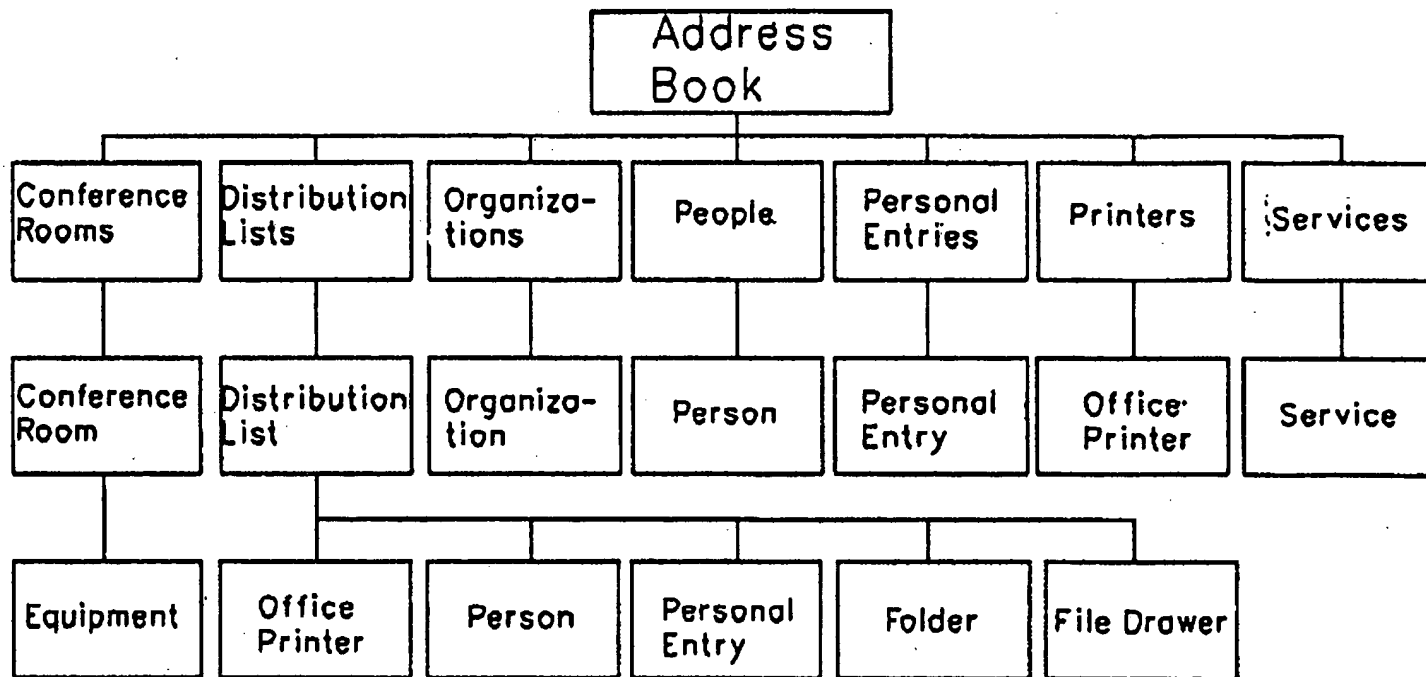 Address
Book
Conference
Rooms
Distribution
Lists
Organiza-
tions
People
Personal
Entries
Printers
Services
Conference
Room
Distribution
List
Organiza-
tion
Person
Personal
Entry
Office
Printer
Service
Equipment
Office
Printer
Person
Personal
Entry
Folder
File Drawer